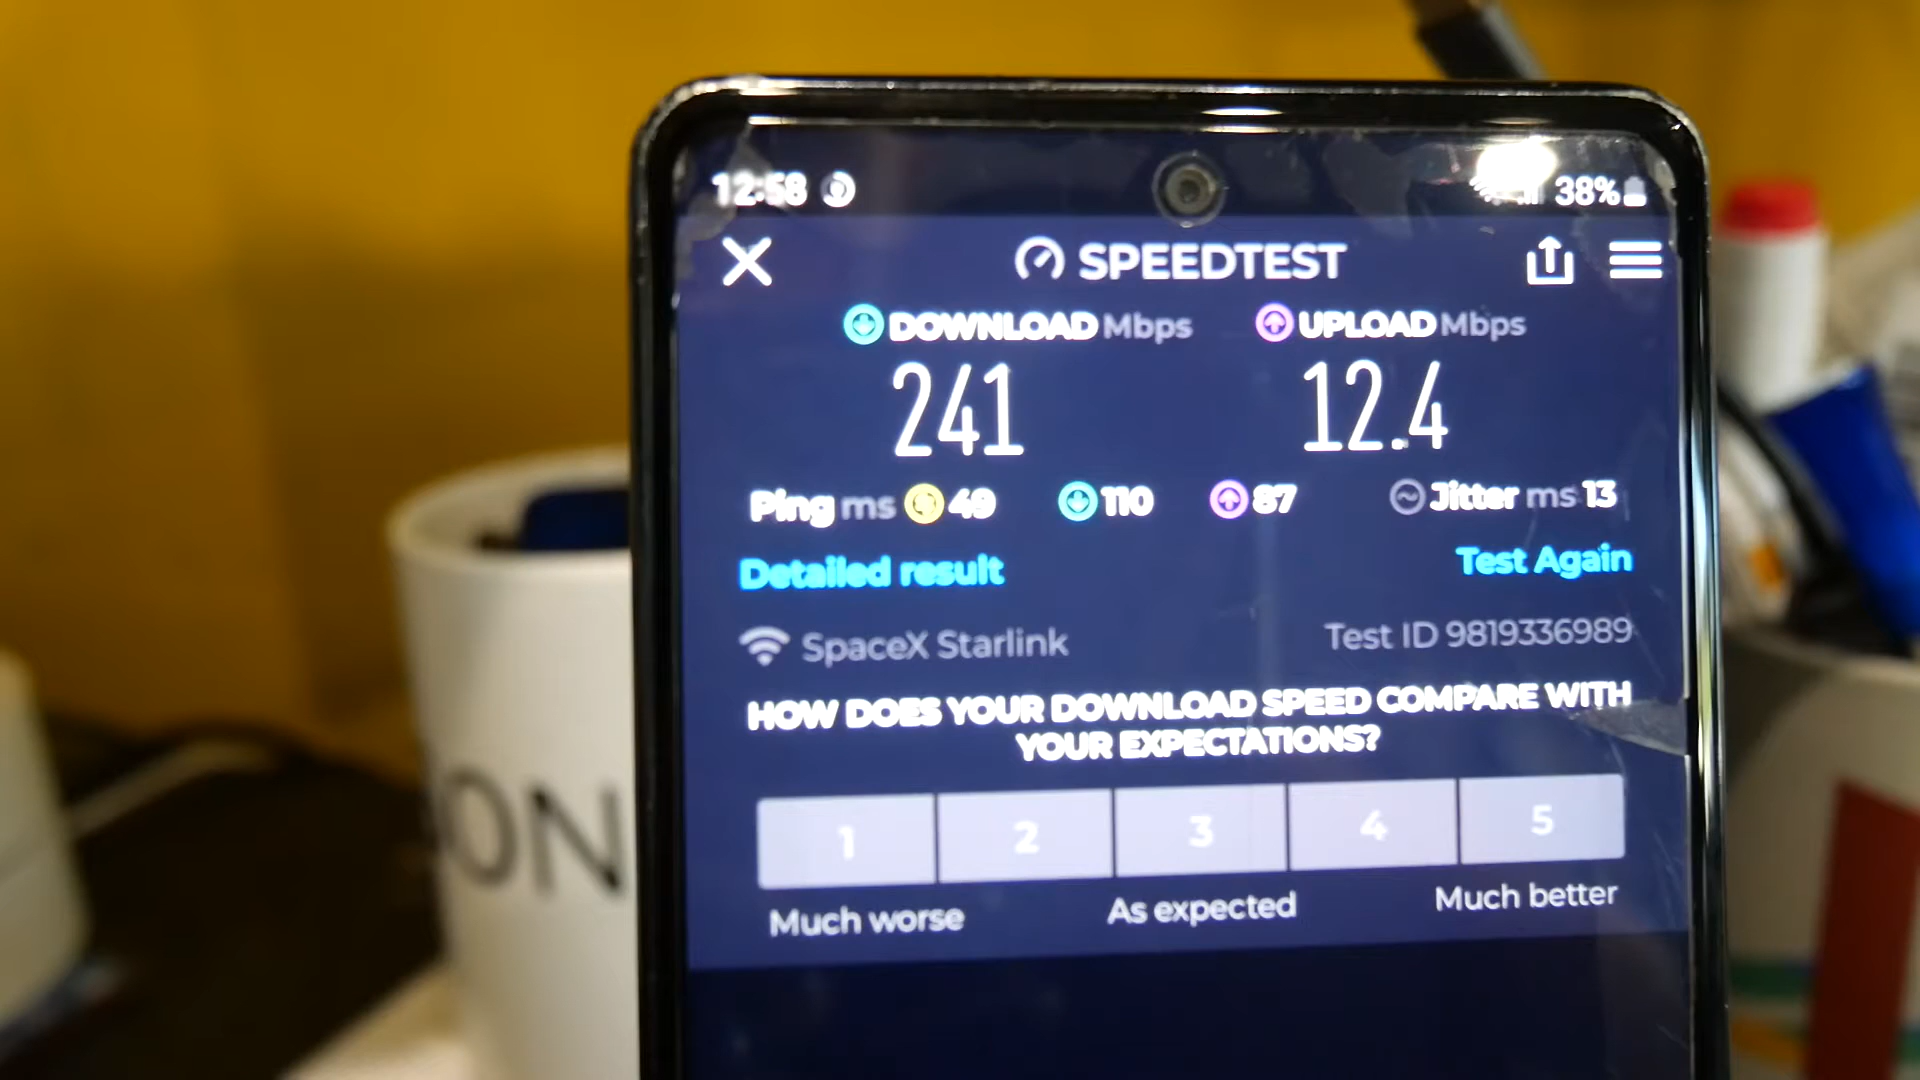 12:58 38%
SPEEDTEST
DOWNLOAD Mbps UPLOAD Mbps
241 12.4
Ping ms 49 110 87 Jitter ms 13
Detailed result Test Again
SpaceX Starlink Test ID 9819336989
HOW DOES YOUR DOWNLOAD SPEED COMPARE WITH
YOUR EXPECTATIONS?
1 2 3 4 5
Much worse As expected Much better
ON